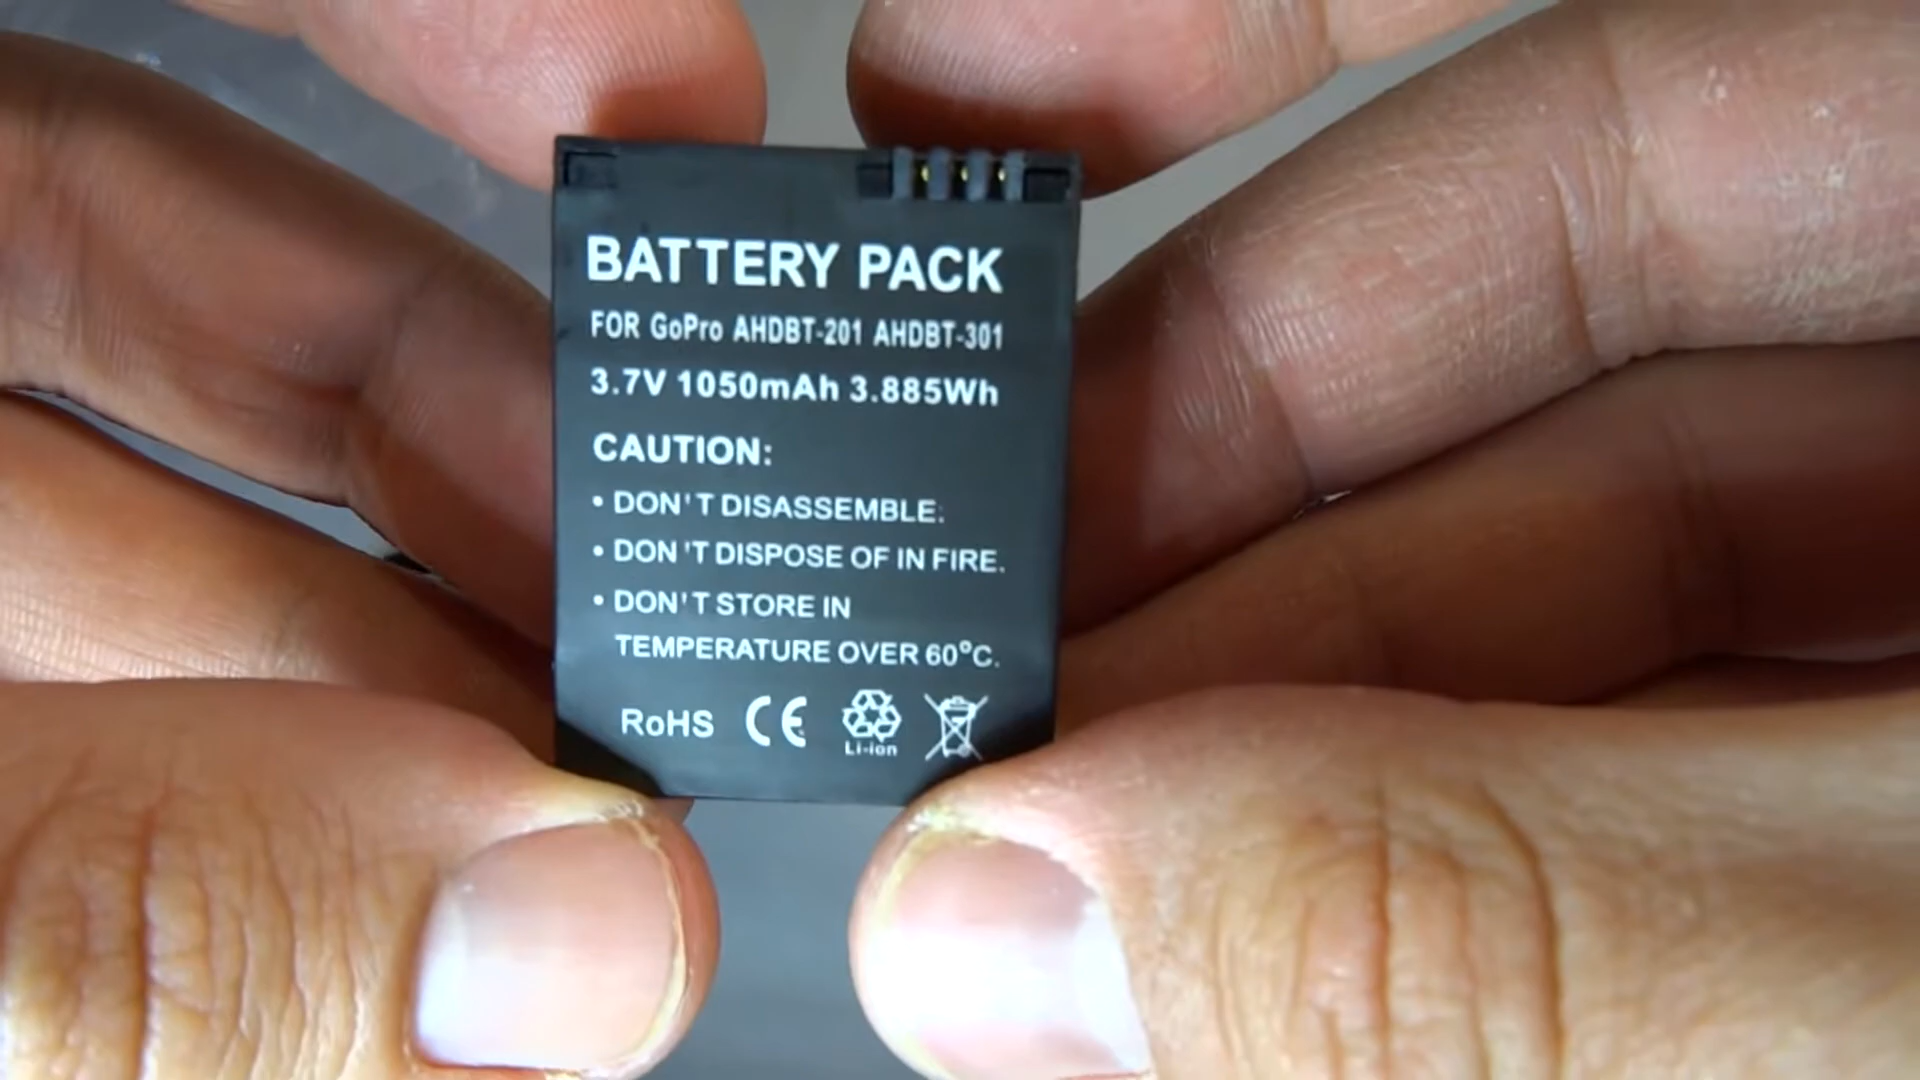 BATTERY PACK
FOR GoPro AHDBT-201 AHDBT-301
3.7V 1050mAh 3.885Wh
CAUTION:
• DON'T DISASSEMBLE.
• DON'T DISPOSE OF IN FIRE.
• DON'T STORE IN
TEMPERATURE OVER 60°C.
RoHS CE
Li-ion